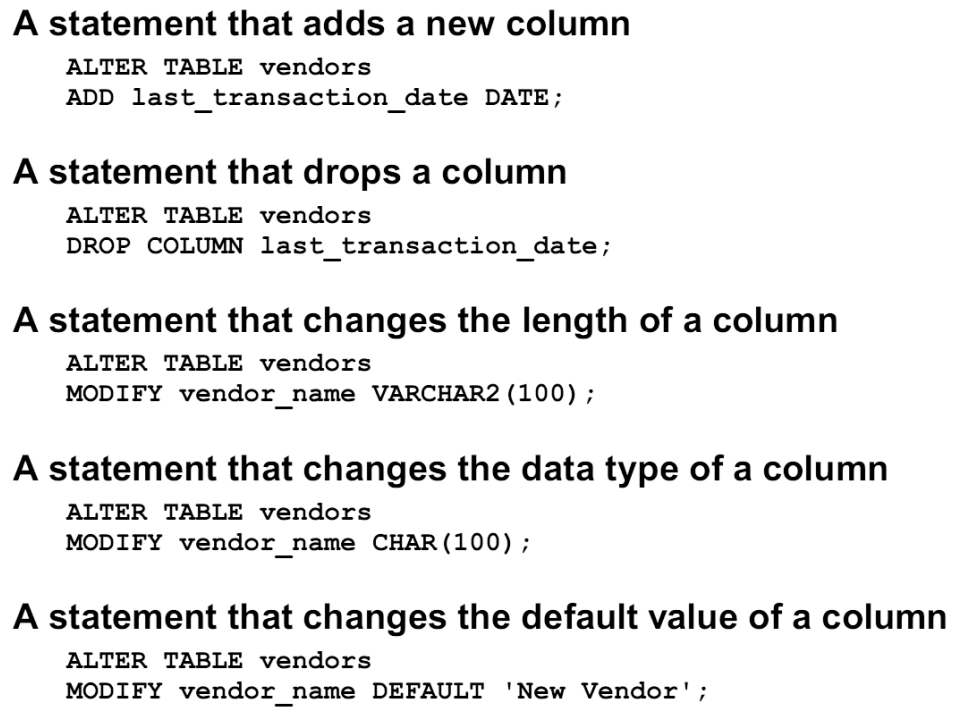 A statement that adds a new column
ALTER TABLE vendors
ADD last_transaction_date DATE;
A statement that drops a column
ALTER TABLE vendors
DROP COLUMN last_transaction_date;
A statement that changes the length of a column
ALTER TABLE vendors
MODIFY vendor_name VARCHAR2(100);
A statement that changes the data type of a column
ALTER TABLE vendors
MODIFY vendor_name CHAR(100);
A statement that changes the default value of a column
ALTER TABLE vendors
MODIFY vendor_name DEFAULT 'New Vendor';